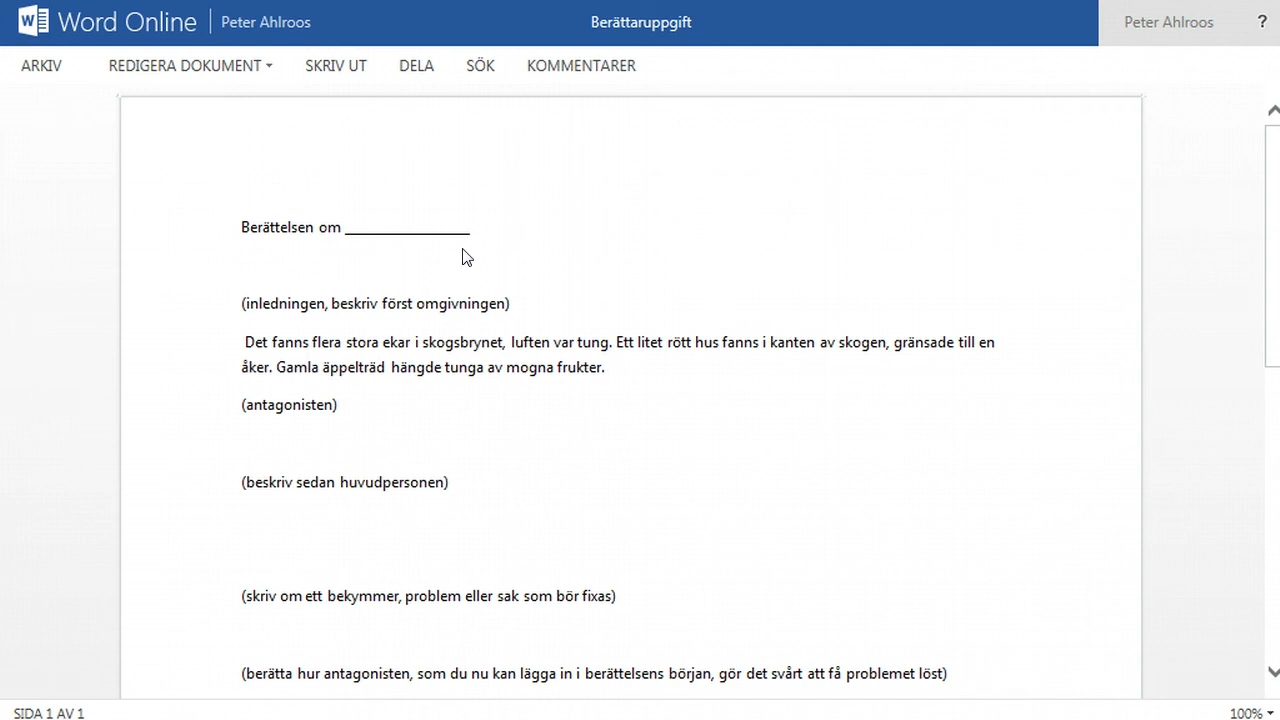 Word Online Peter Ahlroos Berättaruppgift Peter Ahlroos ?
ARKIV REDIGERA DOKUMENT SKRIV UT DELA SÖK KOMMENTARER
Berättelsen om _______________
(inledningen, beskriv först omgivningen)
Det fanns flera stora ekar i skogsbrynet, luften var tung. Ett litet rött hus fanns i kanten av skogen, gränsade till en
åker. Gamla äppelträd hängde tunga av mogna frukter.
(antagonisten)
(beskriv sedan huvudpersonen)
(skriv om ett bekymmer, problem eller sak som bör fixas)
(berätta hur antagonisten, som du nu kan lägga in i berättelsens början, gör det svårt att få problemet löst)
SIDA 1 AV 1 100%